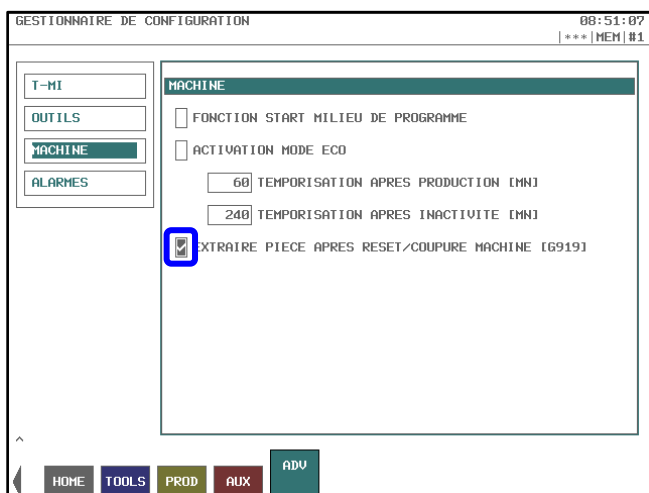 GESTIONNAIRE DE CONFIGURATION 08:51:07
|***|MEM|#1
T-MI
OUTILS
MACHINE
ALARMES
MACHINE
FONCTION START MILIEU DE PROGRAMME
ACTIVATION MODE ECO
60 TEMPORISATION APRES PRODUCTION [MN]
240 TEMPORISATION APRES INACTIVITE [MN]
EXTRAIRE PIECE APRES RESET/COUPURE MACHINE [G919]
^
HOME TOOLS PROD AUX ADV